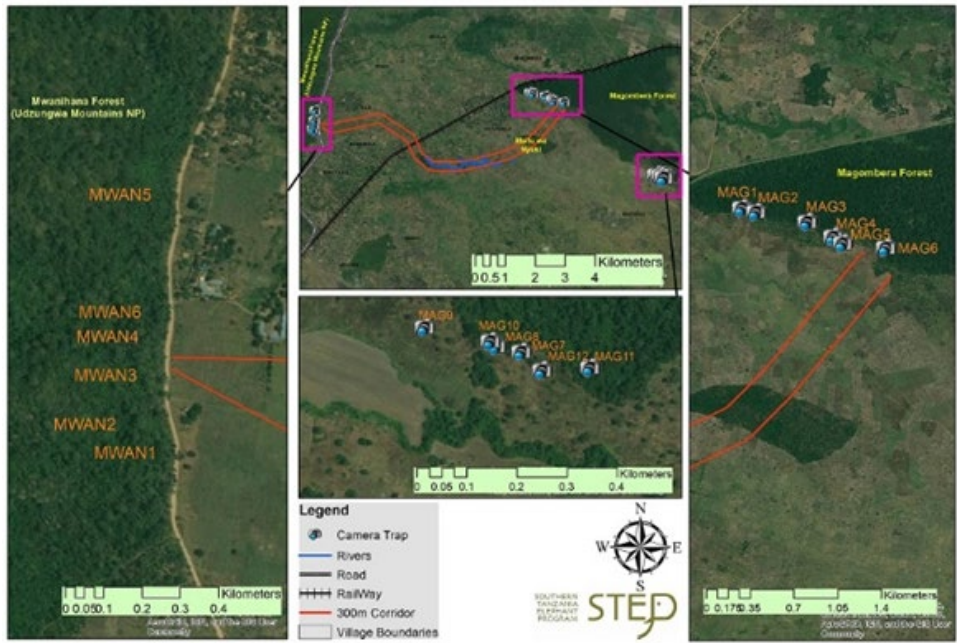 Mwanihana Forest
(Udzungwa Mountains NP)
MWAN5
MWAN6
MWAN4
MWAN3
MWAN2
MWAN1
Kilometers
0 0.05 0.1 0.2 0.3 0.4
Magombera Forest
Kilometers
0 0.5 1 2 3 4
MAG9
MAG10
MAG8
MAG7
MAG12
MAG11
Kilometers
0 0.05 0.1 0.2 0.3 0.4
Legend
Camera Trap
Rivers
Road
RailWay
300m Corridor
Village Boundaries
N
W E
S
SOUTHERN
TANZANIA
ELEPHANT
PROGRAM
STEP
Magombera Forest
MAG1
MAG2
MAG3
MAG4
MAG5
MAG6
Kilometers
0 0.175 0.35 0.7 1.05 1.4